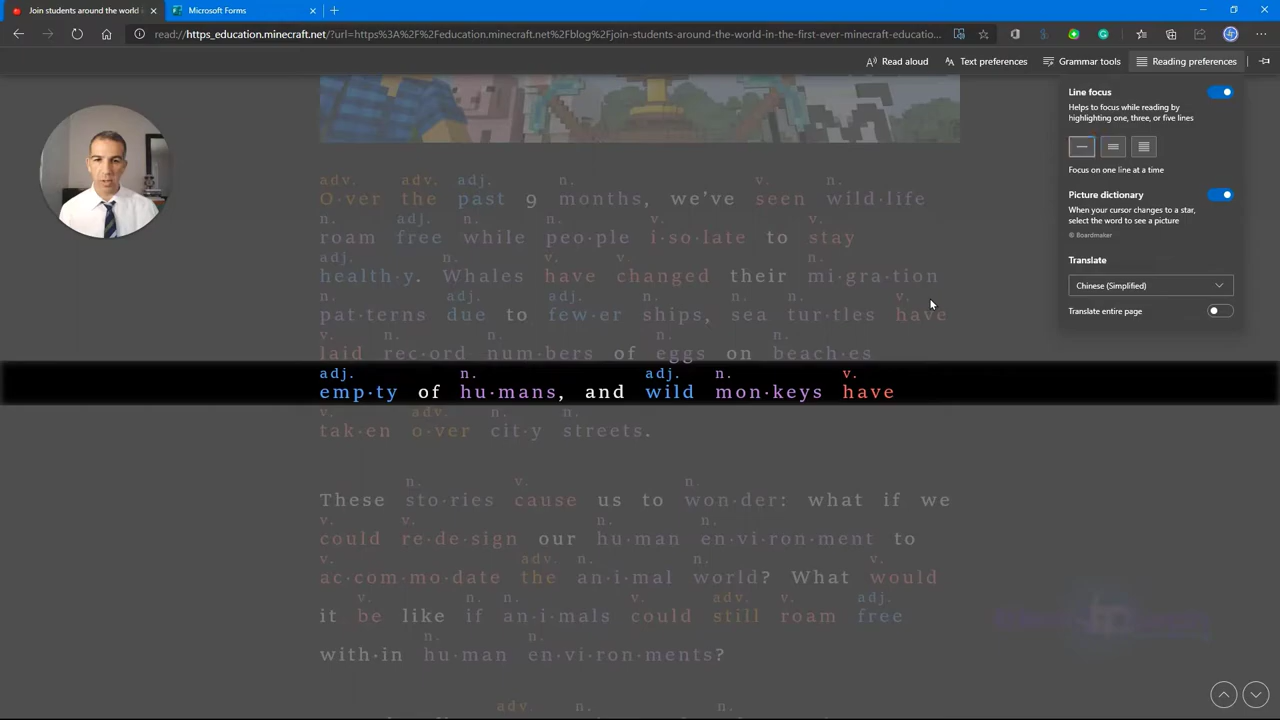 Join students around the world i
Microsoft Forms
read://https_education.minecraft.net/?url=https%3A%2F%2Feducation.minecraft.net%2Fblog%2Fjoin-students-around-the-world-in-the-first-ever-minecraft-educatio...
Read aloud
Text preferences
Grammar tools
Reading preferences
Line focus
Helps to focus while reading by
highlighting one, three, or five lines
Focus on one line at a time
Picture dictionary
When your cursor changes to a star,
select the word to see a picture
© Boardmaker
Translate
Chinese (Simplified)
Translate entire page
adv. adv. adj. n. v. n.
O·ver the past 9 months, we've seen wild·life
n. adj. n. v. v.
roam free while peo·ple i·so·late to stay
adj. n. v. v. n.
health·y. Whales have changed their mi·gra·tion
n. adj. adj. n. n. v.
pat·terns due to few·er ships, sea tur·tles have
v. n. n. n. n.
laid rec·ord num·bers of eggs on beach·es
adj. n. adj. n. v.
emp·ty of hu·mans, and wild mon·keys have
v. adv. n. n.
tak·en o·ver cit·y streets.
n. v. n.
These sto·ries cause us to won·der: what if we
v. v. n. n.
could re·de·sign our hu·man en·vi·ron·ment to
v. adv. n. n. v.
ac·com·mo·date the an·i·mal world? What would
v. n. n. v. adv. v. adj.
it be like if an·i·mals could still roam free
n. n.
with·in hu·man en·vi·ron·ments?
adv. n. n.